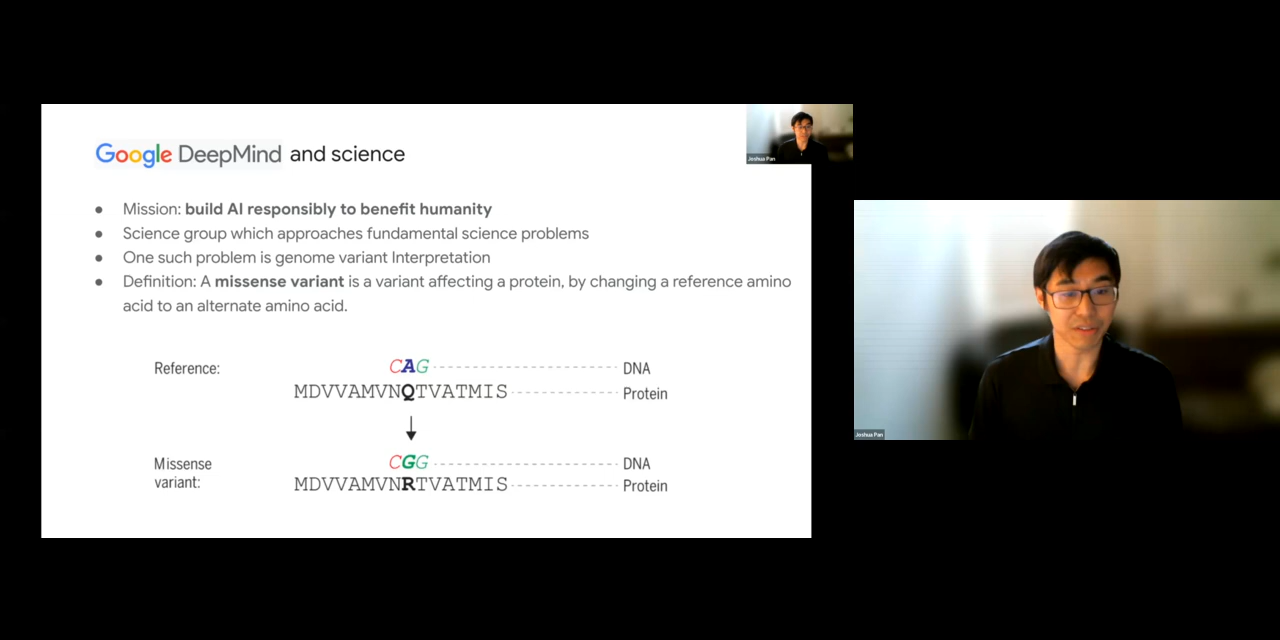 Google DeepMind and science
Joshua Pan
• Mission: build AI responsibly to benefit humanity
• Science group which approaches fundamental science problems
• One such problem is genome variant Interpretation
• Definition: A missense variant is a variant affecting a protein, by changing a reference amino
acid to an alternate amino acid.
Reference:
CAG DNA
MDVVAMVNQTVATMIS Protein
Missense
variant:
CGG DNA
MDVVAMVNRTVATMIS Protein
Joshua Pan